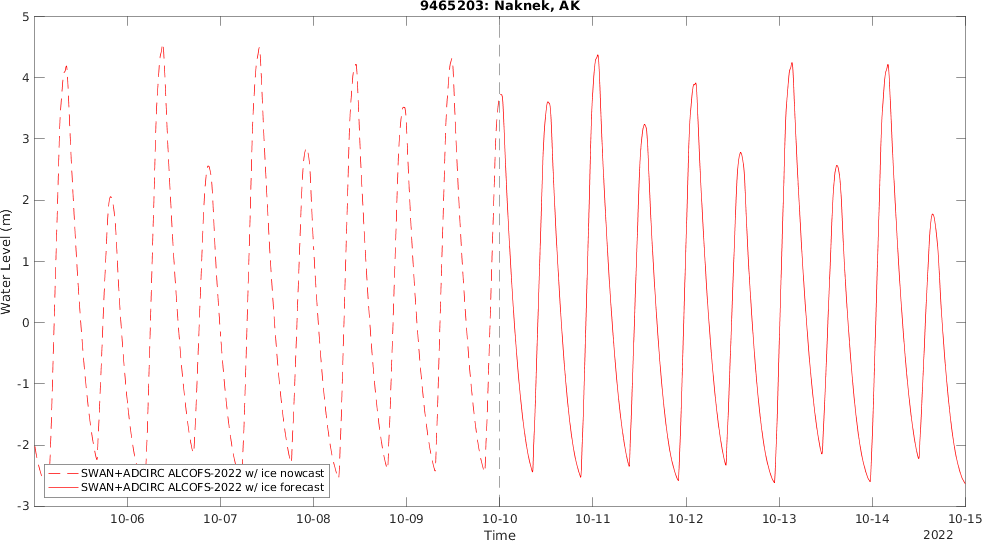 9465203: Naknek, AK
5
4
3
2
1
0
-1
-2
-3
Water Level (m)
SWAN+ADCIRC ALCOFS-2022 w/ ice nowcast
SWAN+ADCIRC ALCOFS-2022 w/ ice forecast
10-06 10-07 10-08 10-09 10-10 10-11 10-12 10-13 10-14 10-15
Time
2022